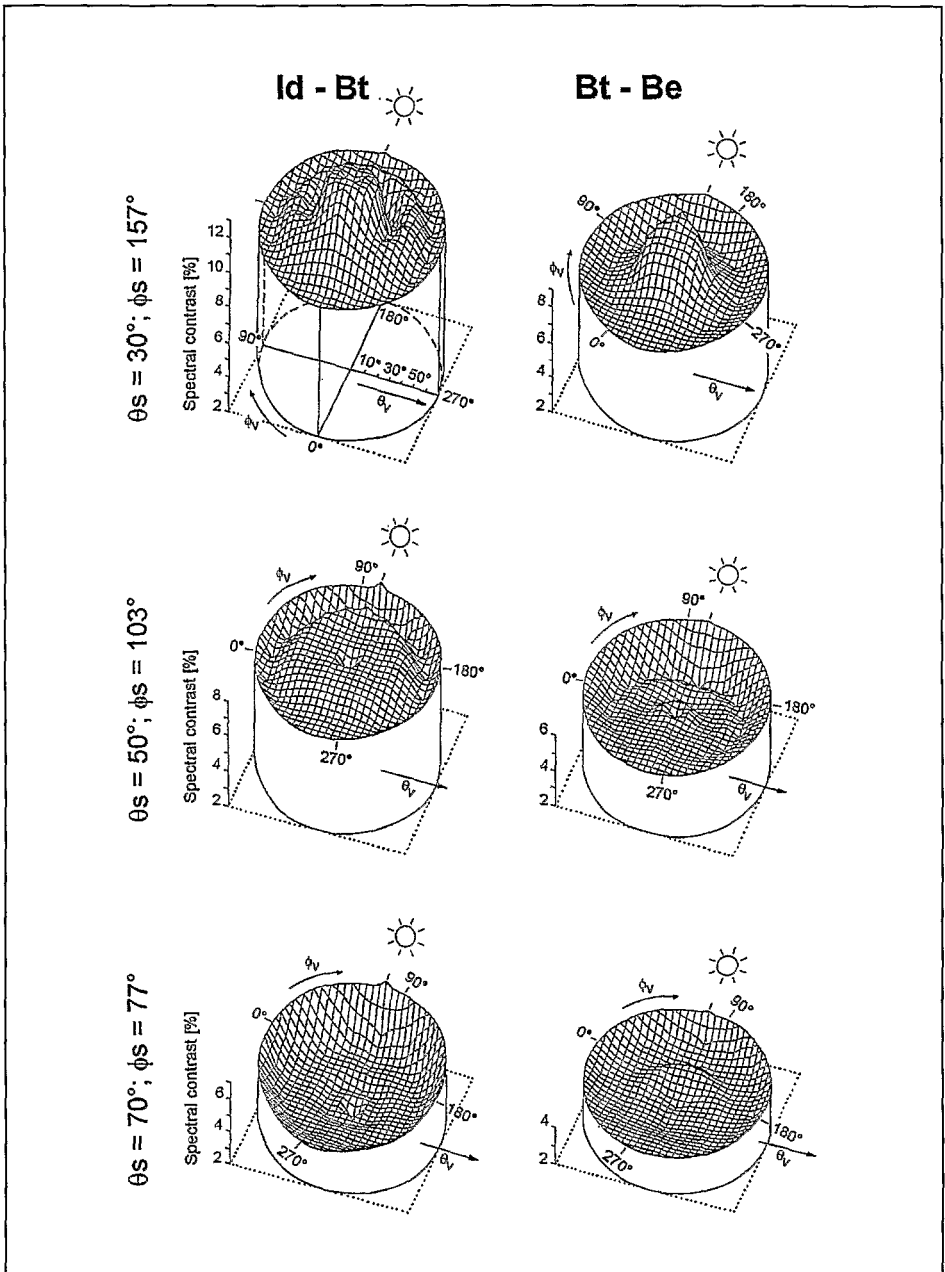 Id - Bt
Bt - Be
θs = 30°; ϕs = 157°
Spectral contrast [%]
12
10
8
6
4
2
90°
180°
10° 30° 50°
270°
θv
ϕv
0°
90°
180°
ϕv
8
6
4
2
0°
270°
θv
θs = 50°; ϕs = 103°
Spectral contrast [%]
ϕv
90°
0°
180°
8
6
4
2
270°
θv
ϕv
90°
0°
180°
6
4
2
270°
θv
θs = 70°; ϕs = 77°
Spectral contrast [%]
ϕv
90°
0°
6
4
2
180°
270°
θv
ϕv
90°
0°
4
2
180°
270°
θv